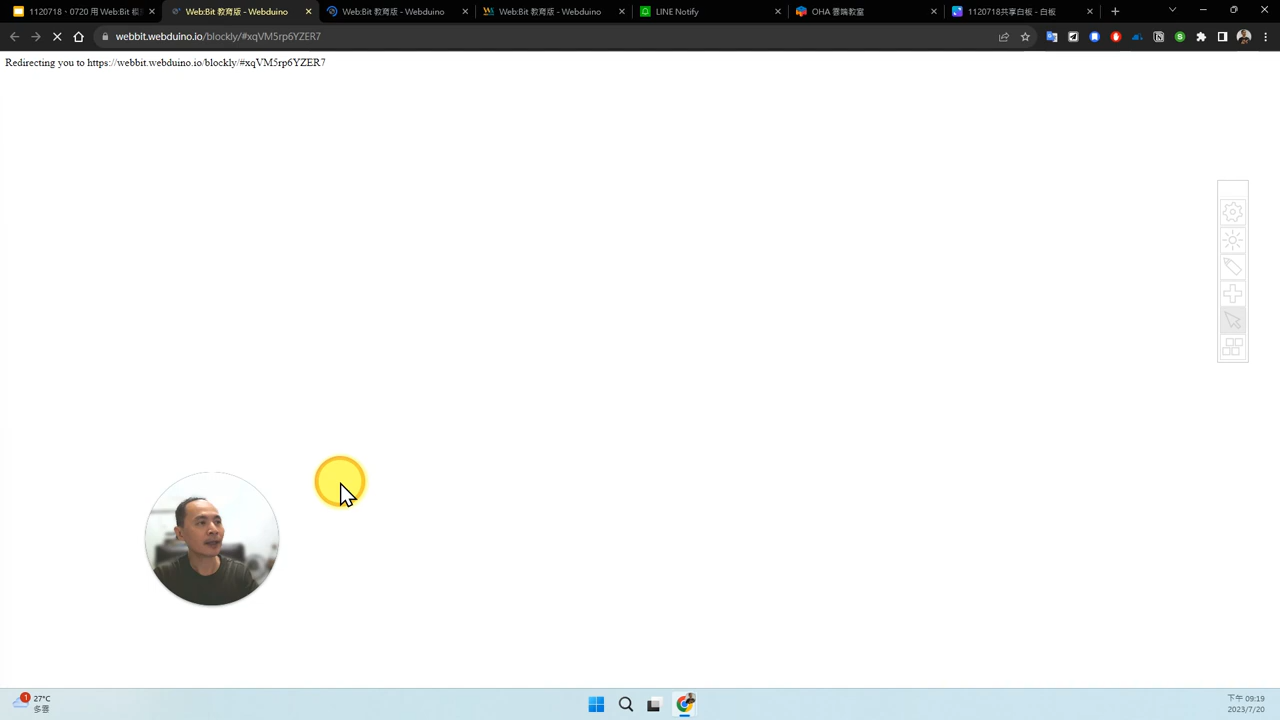 1120718、0720 用 Web:Bit 模
Web:Bit 教育版 - Webduino
Web:Bit 教育版 - Webduino
Web:Bit 教育版 - Webduino
LINE Notify
OHA 雲端教室
1120718共享白板 - 白板
webbit.webduino.io/blockly/#xqVM5rp6YZER7
Redirecting you to https://webbit.webduino.io/blockly/#xqVM5rp6YZER7
1
27°C
多雲
下午 09:19
2023/7/20